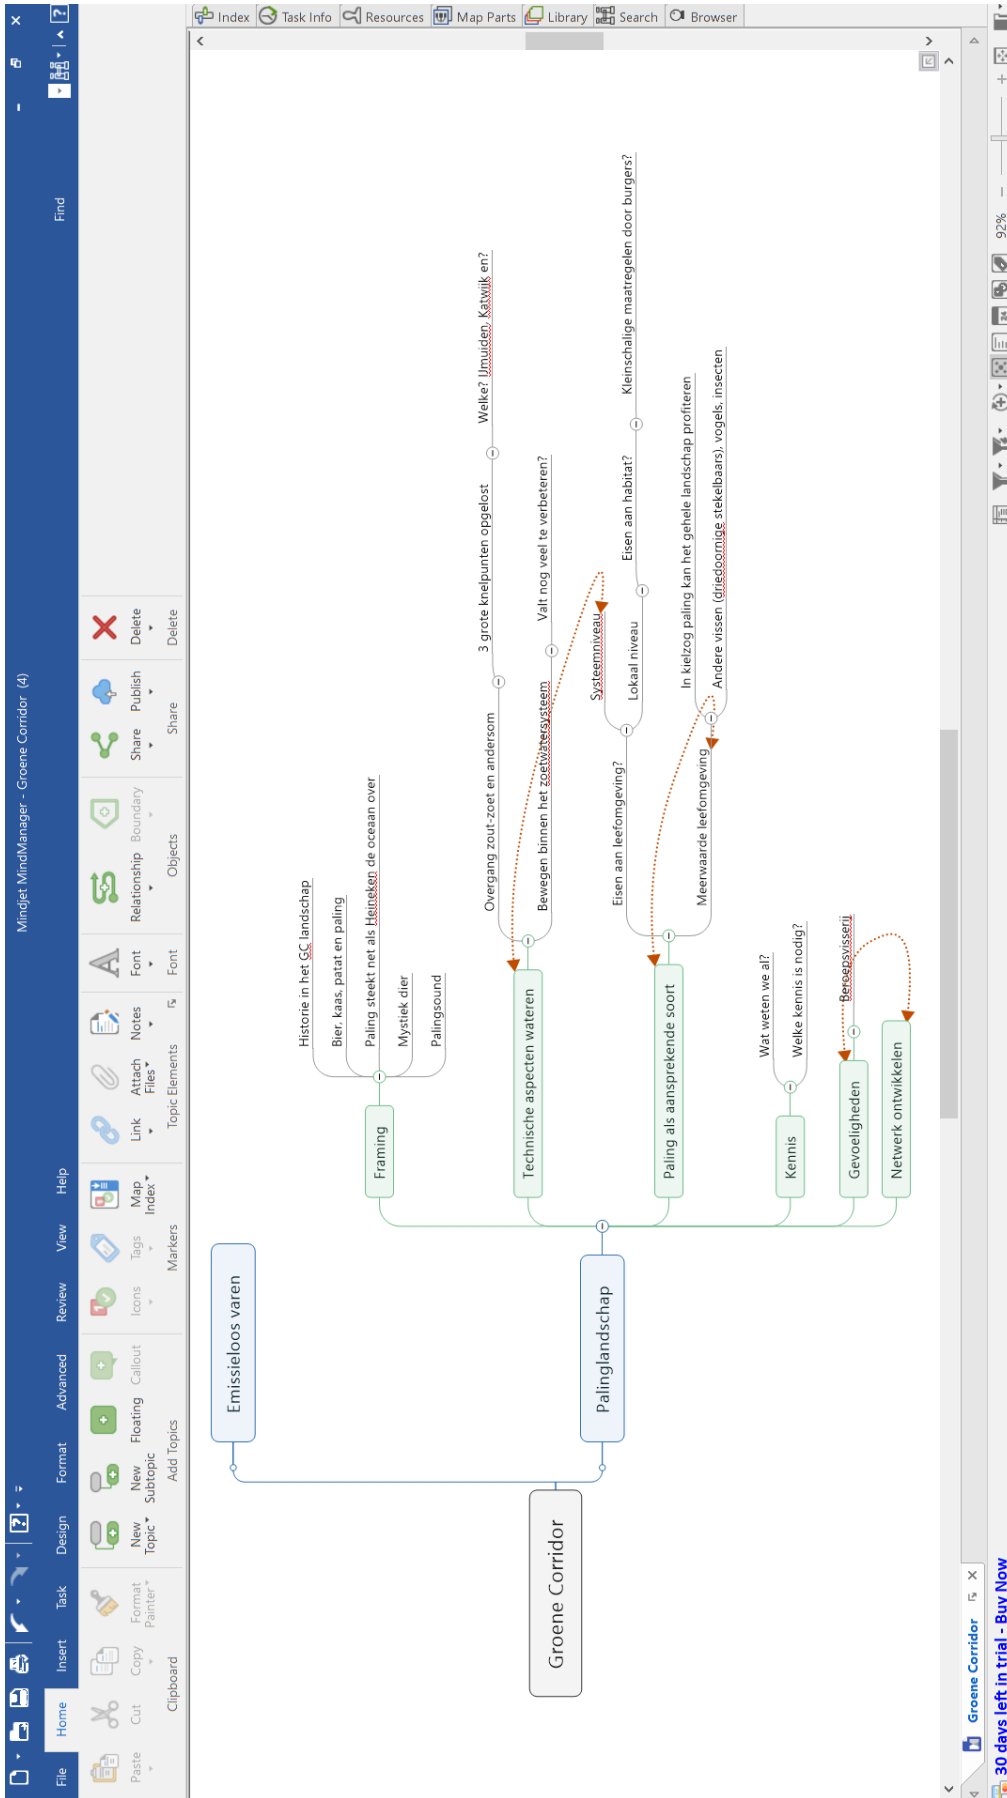 Mindjet MindManager - Groene Corridor (4)
File Home Insert Task Design Format Advanced Review View Help Find
Paste
Cut
Copy
Format Painter
Clipboard
New Topic
New Subtopic
Floating
Callout
Add Topics
Icons
Tags
Map Index
Markers
Link
Attach Files
Notes
Topic Elements
Font
Font
Relationship
Boundary
Objects
Share
Publish
Share
Delete
Delete
Groene Corridor
Emissieloos varen
Palinglandschap
Framing
Historie in het GC landschap
Bier, kaas, patat en paling
Paling steekt net als Heineken de oceaan over
Mystiek dier
Palingsound
Technische aspecten wateren
Overgang zout-zoet en andersom
3 grote knelpunten opgelost
Welke? IJmuiden, Katwijk en?
Bewegen binnen het zoetwatersysteem
Valt nog veel te verbeteren?
Paling als aansprekende soort
Eisen aan leefomgeving?
Systeemniveau
Lokaal niveau
Eisen aan habitat?
Kleinschalige maatregelen door burgers?
Meerwaarde leefomgeving
In kielzog paling kan het gehele landschap profiteren
Andere vissen (driedoornige stekelbaars), vogels, insecten
Kennis
Wat weten we al?
Welke kennis is nodig?
Gevoeligheden
Beroepsvisserij
Netwerk ontwikkelen
Index
Task Info
Resources
Map Parts
Library
Search
Browser
Groene Corridor
30 days left in trial - Buy Now
92%